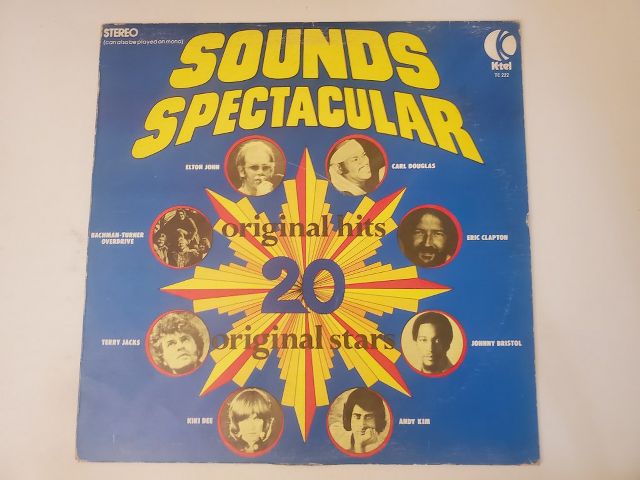 STEREO
(can also be played on mono)
SOUNDS
SPECTACULAR
K-tel
TC 222
ELTON JOHN
CARL DOUGLAS
original hits
BACHMAN-TURNER
OVERDRIVE
ERIC CLAPTON
20
original stars
TERRY JACKS
JOHNNY BRISTOL
KIKI DEE
ANDY KIM